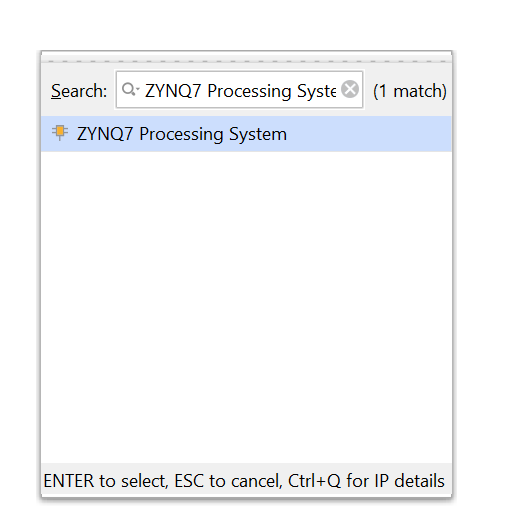 Search: ZYNQ7 Processing Syste (1 match)
ZYNQ7 Processing System
ENTER to select, ESC to cancel, Ctrl+Q for IP details